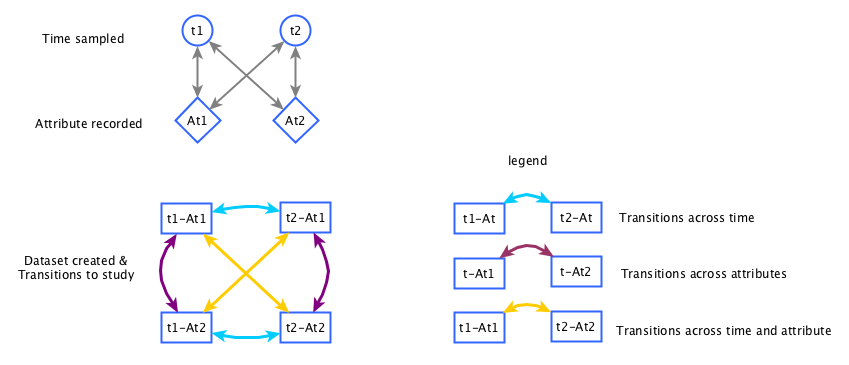 t1
t2
Time sampled
At1
At2
Attribute recorded
legend
t1-At1
t2-At1
t1-At
t2-At
Transitions across time
Dataset created &
Transitions to study
t-At1
t-At2
Transitions across attributes
t1-At2
t2-At2
t1-At1
t2-At2
Transitions across time and attribute